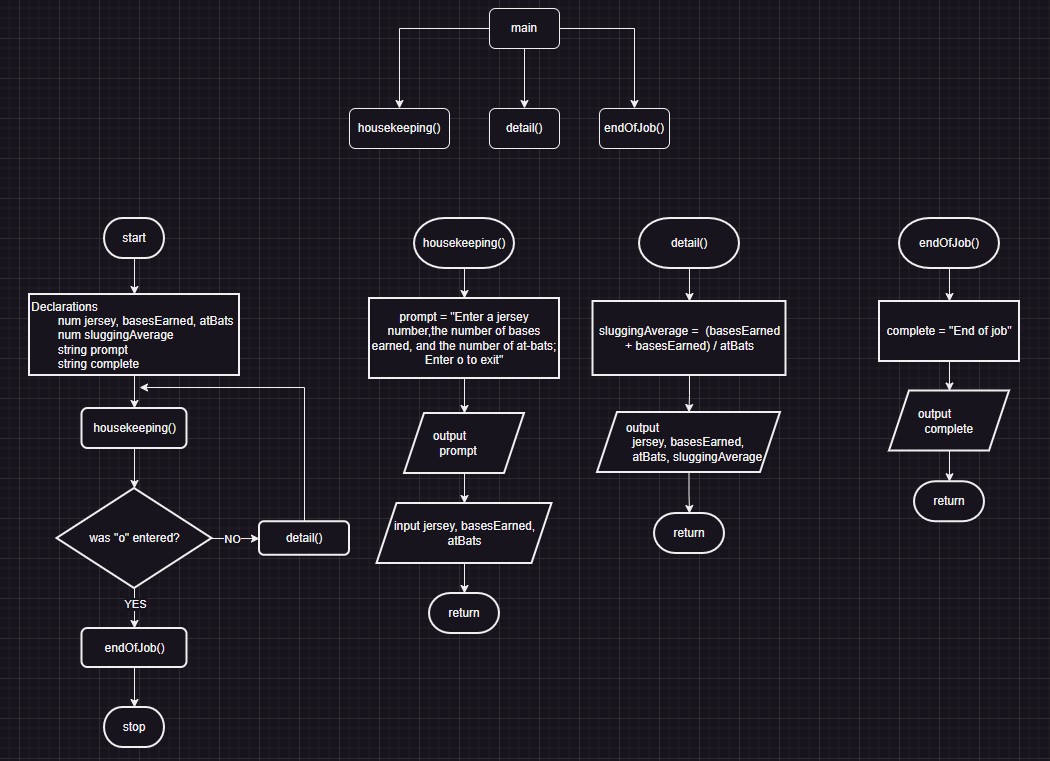 main
housekeeping()
detail()
endOfJob()
start
Declarations
num jersey, basesEarned, atBats
num sluggingAverage
string prompt
string complete
housekeeping()
was "o" entered?
NO
detail()
YES
endOfJob()
stop
housekeeping()
prompt = "Enter a jersey
number,the number of bases
earned, and the number of at-bats;
Enter o to exit"
output
prompt
input jersey, basesEarned,
atBats
return
detail()
sluggingAverage = (basesEarned
+ basesEarned) / atBats
output
jersey, basesEarned,
atBats, sluggingAverage
return
endOfJob()
complete = "End of job"
output
complete
return